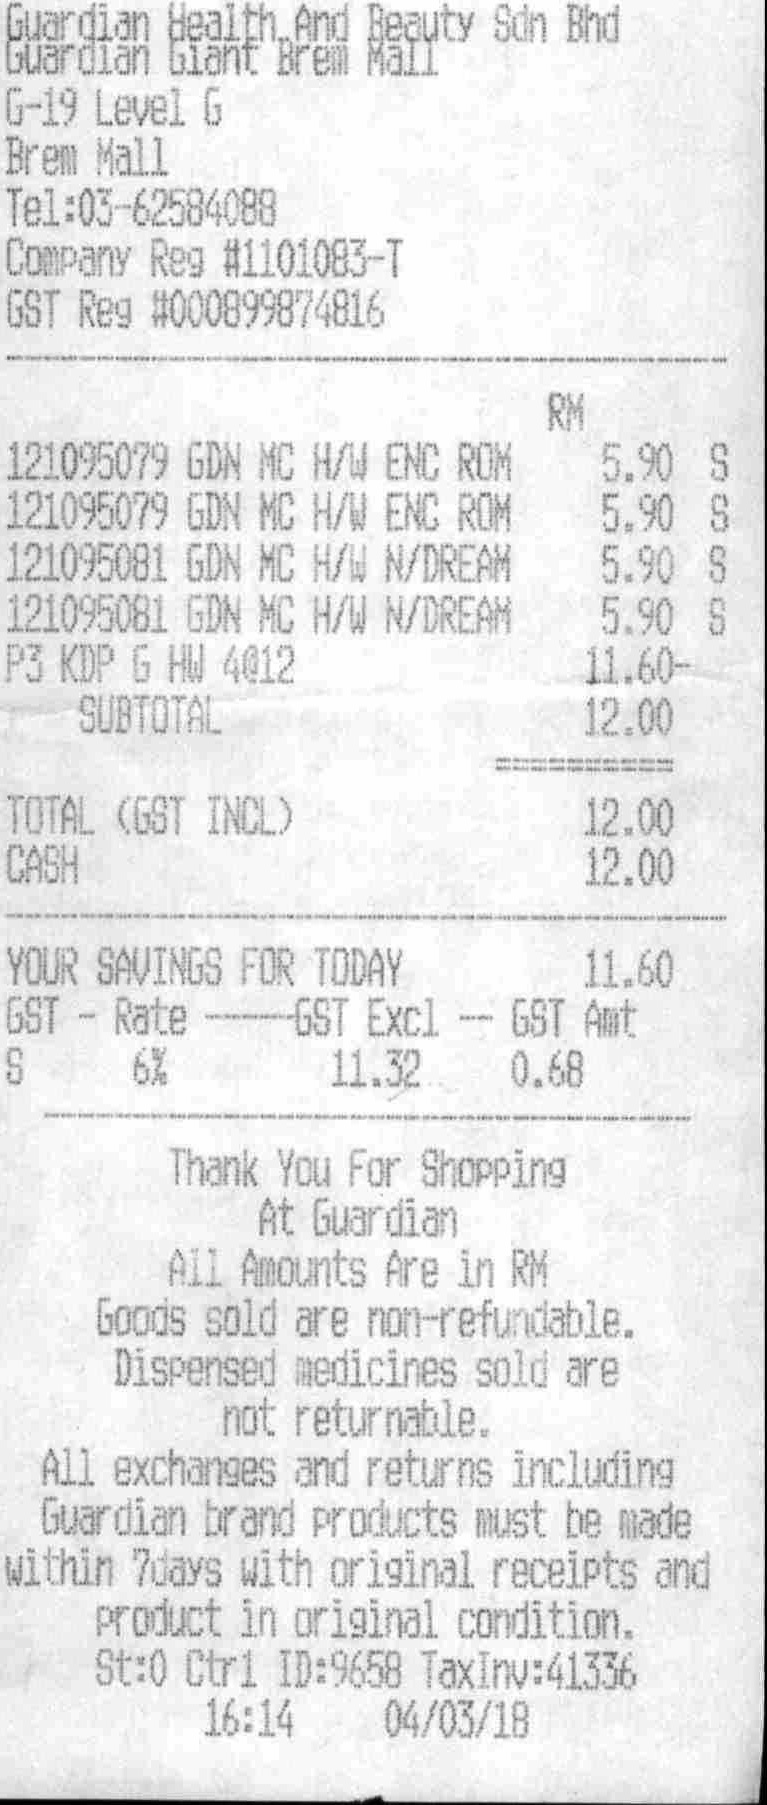 Guardian Health And Beauty Sdn Bhd
Guardian Giant Brem Mall
G-19 Level G
Brem Mall
Tel:03-62584088
Company Reg #1101083-T
GST Reg #000899874816
RM
121095079 GDN MC H/W ENC ROM 5.90 S
121095079 GDN MC H/W ENC ROM 5.90 S
121095081 GDN MC H/W N/DREAM 5.90 S
121095081 GDN MC H/W N/DREAM 5.90 S
P3 KDP G HW 4@12 11.60-
SUBTOTAL 12.00
==========
TOTAL (GST INCL) 12.00
CASH 12.00
YOUR SAVINGS FOR TODAY 11.60
GST - Rate -----GST Excl -- GST Amt
S 6% 11.32 0.68
Thank You For Shopping
At Guardian
All Amounts Are in RM
Goods sold are non-refundable.
Dispensed medicines sold are
not returnable.
All exchanges and returns including
Guardian brand products must be made
within 7days with original receipts and
product in original condition.
St:0 Ctr1 ID:9658 TaxInv:41336
16:14 04/03/18